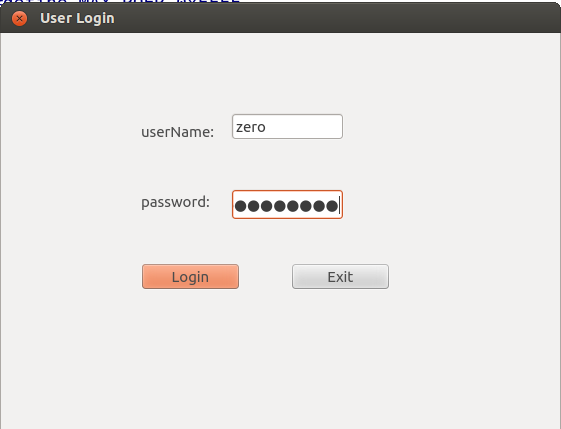 User Login
userName: zero
password: ●●●●●●●●
Login Exit